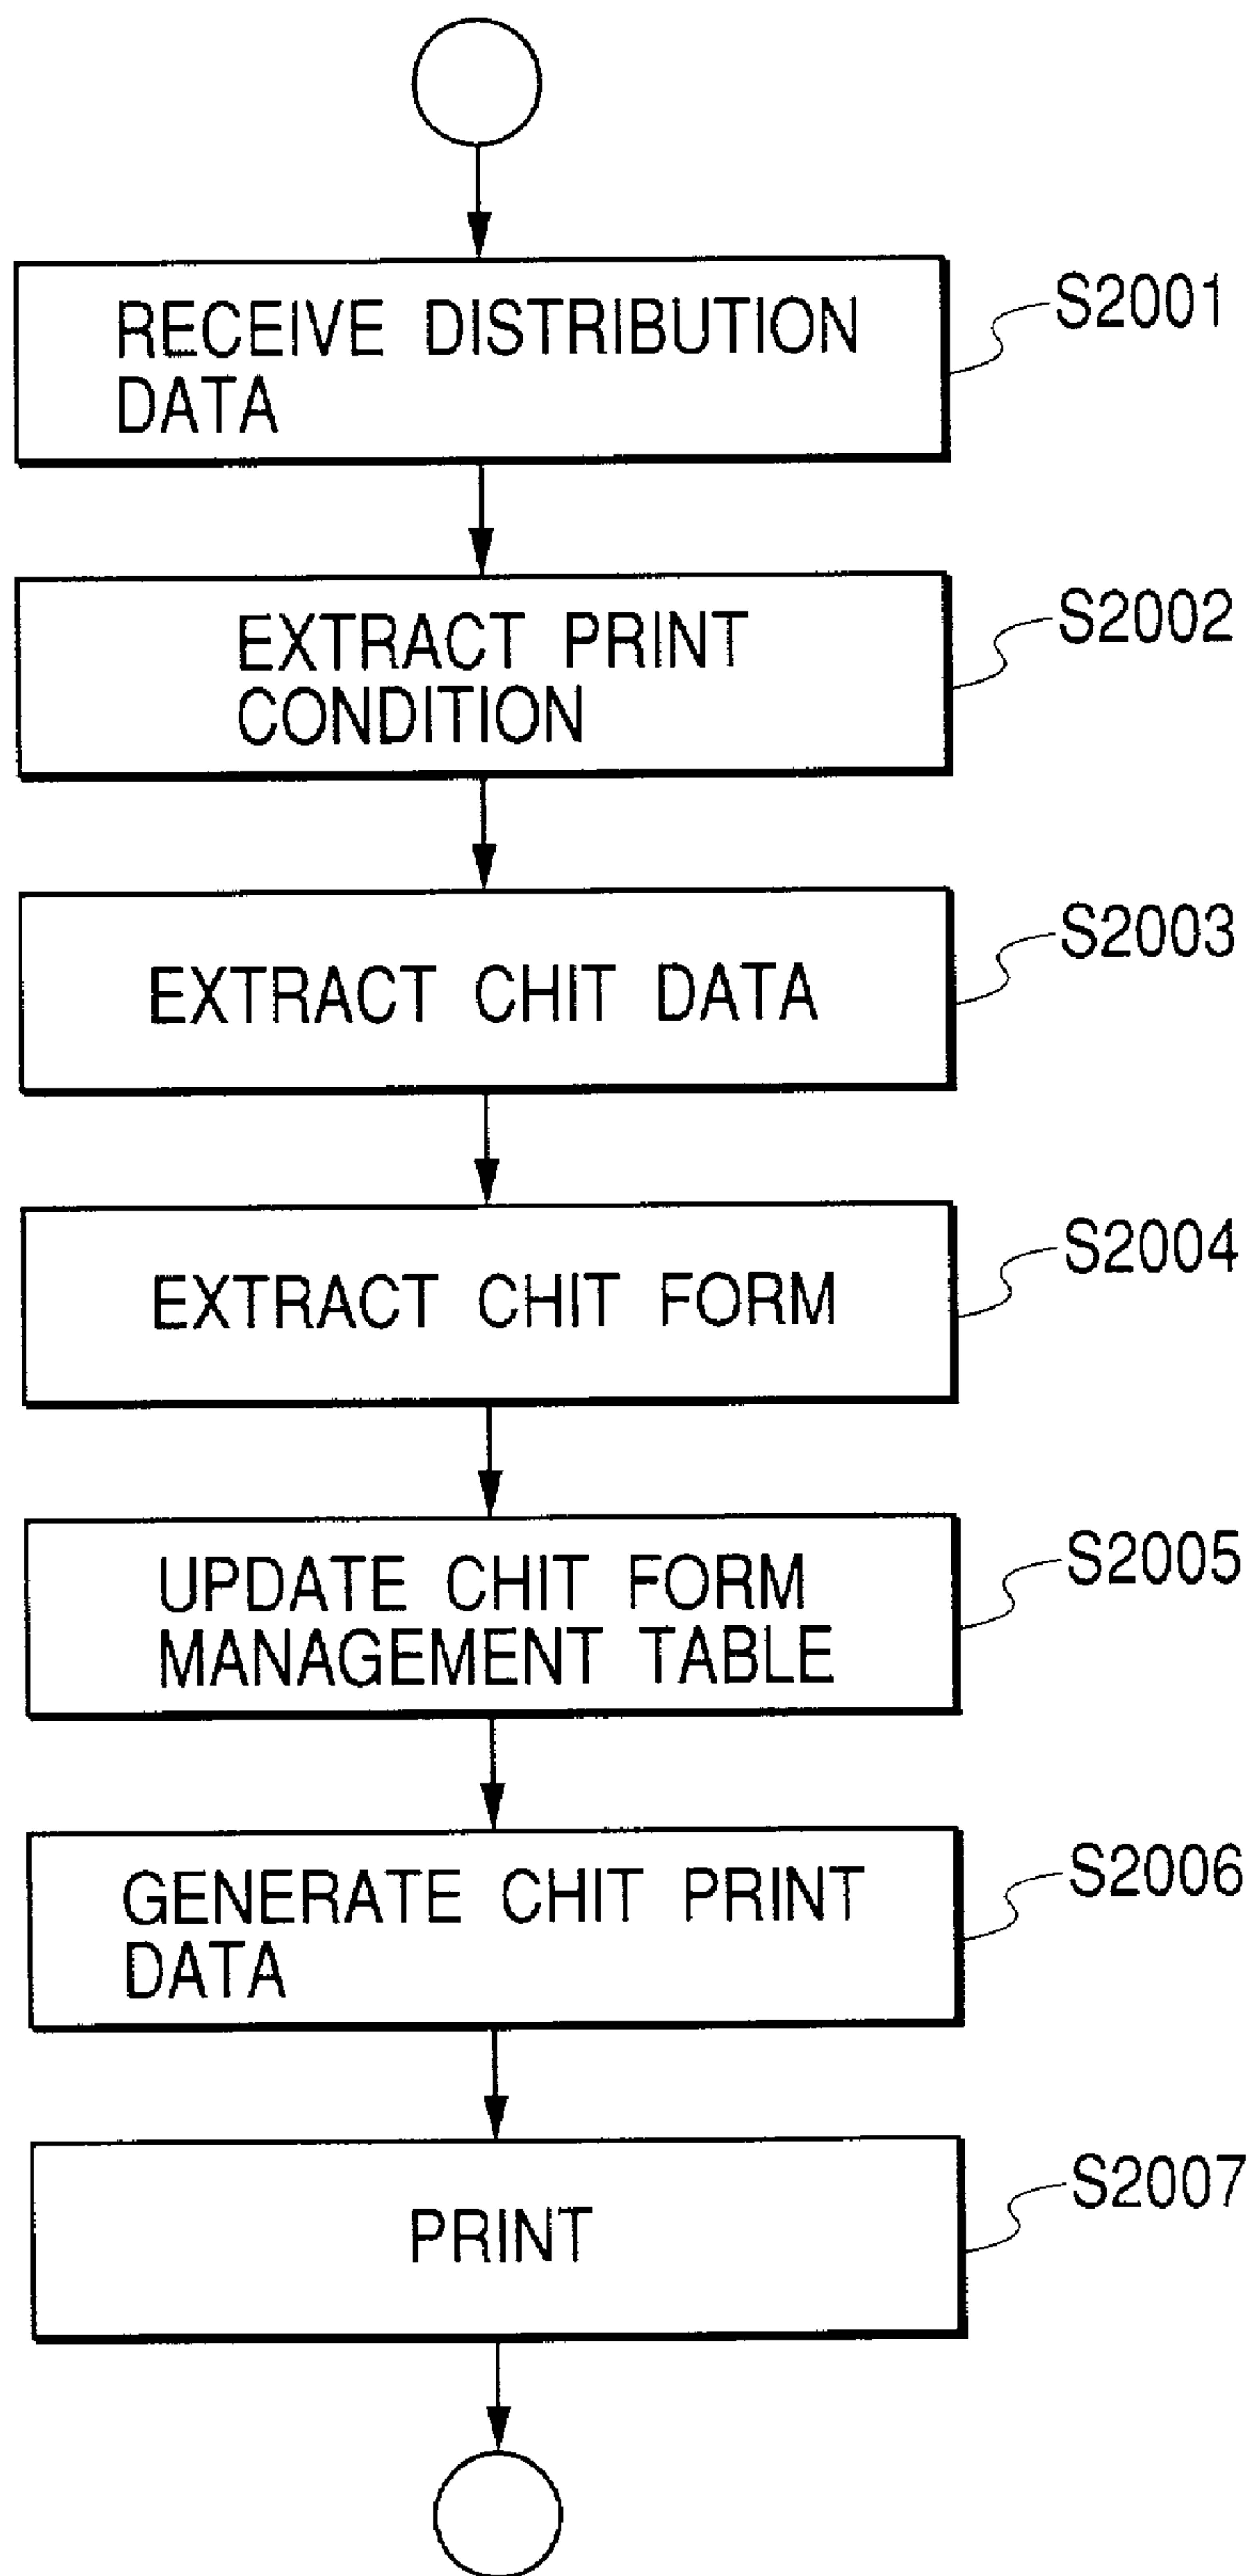 RECEIVE DISTRIBUTION
DATA
S2001
EXTRACT PRINT
CONDITION
S2002
EXTRACT CHIT DATA
S2003
EXTRACT CHIT FORM
S2004
UPDATE CHIT FORM
MANAGEMENT TABLE
S2005
GENERATE CHIT PRINT
DATA
S2006
PRINT
S2007